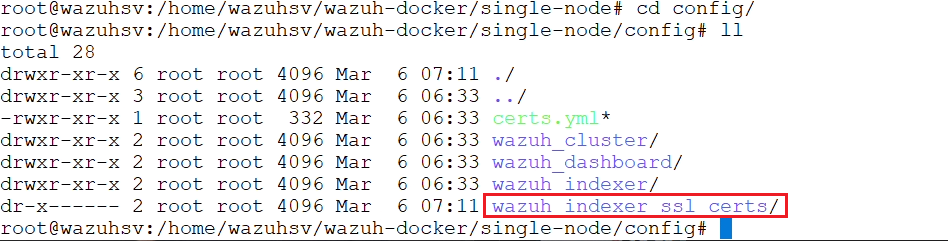 root@wazuhsv:/home/wazuhsv/wazuh-docker/single-node# cd config/
root@wazuhsv:/home/wazuhsv/wazuh-docker/single-node/config# ll
total 28
drwxr-xr-x 6 root root 4096 Mar  6 07:11 ./
drwxr-xr-x 3 root root 4096 Mar  6 06:33 ../
-rwxr-xr-x 1 root root  332 Mar  6 06:33 certs.yml*
drwxr-xr-x 2 root root 4096 Mar  6 06:33 wazuh_cluster/
drwxr-xr-x 2 root root 4096 Mar  6 06:33 wazuh_dashboard/
drwxr-xr-x 2 root root 4096 Mar  6 06:33 wazuh_indexer/
dr-x------ 2 root root 4096 Mar  6 07:11 wazuh_indexer_ssl_certs/
root@wazuhsv:/home/wazuhsv/wazuh-docker/single-node/config#